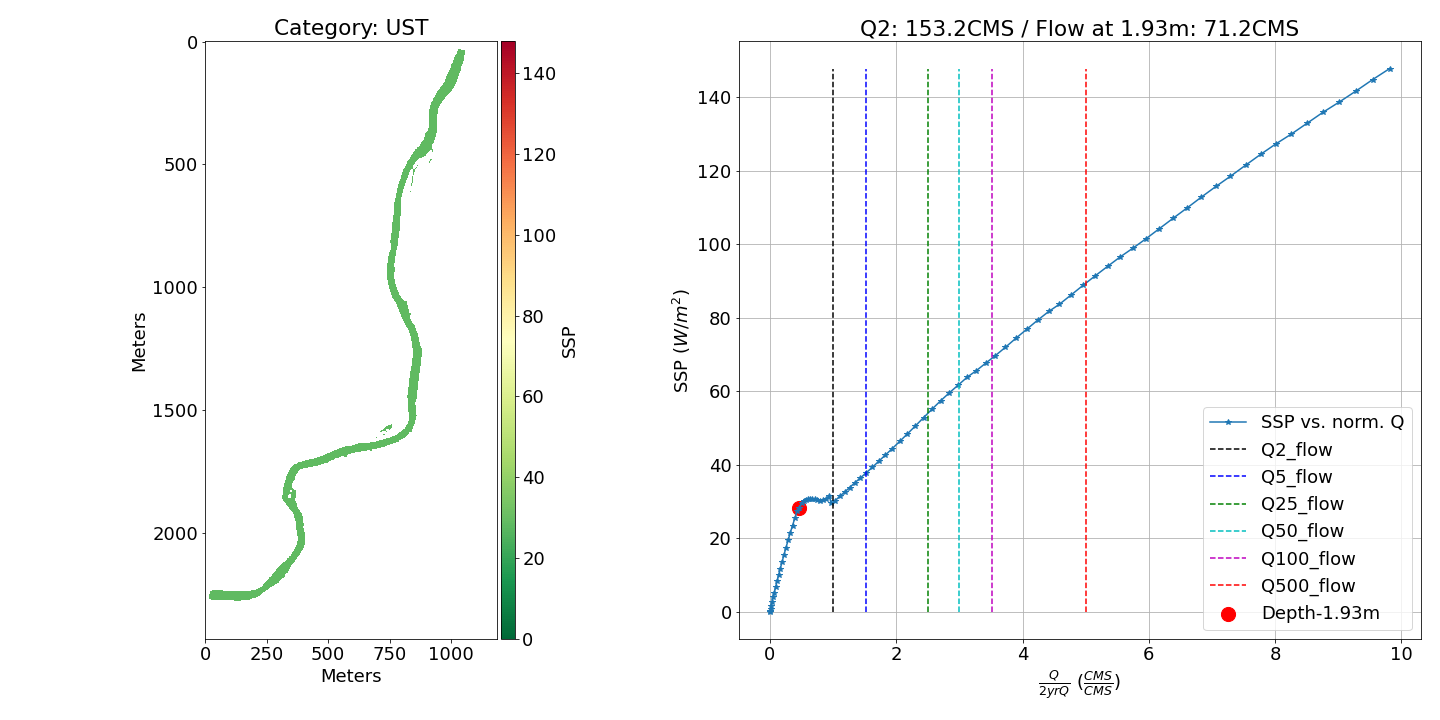 Category: UST
0
500
1000
1500
2000
Meters
0
250
500
750
1000
Meters
140
120
100
80
60
40
20
0
SSP
Q2: 153.2CMS / Flow at 1.93m: 71.2CMS
140
120
100
80
60
40
20
0
SSP (W/m²)
0
2
4
6
8
10
Q/2yrQ (CMS/CMS)
SSP vs. norm. Q
Q2_flow
Q5_flow
Q25_flow
Q50_flow
Q100_flow
Q500_flow
Depth-1.93m